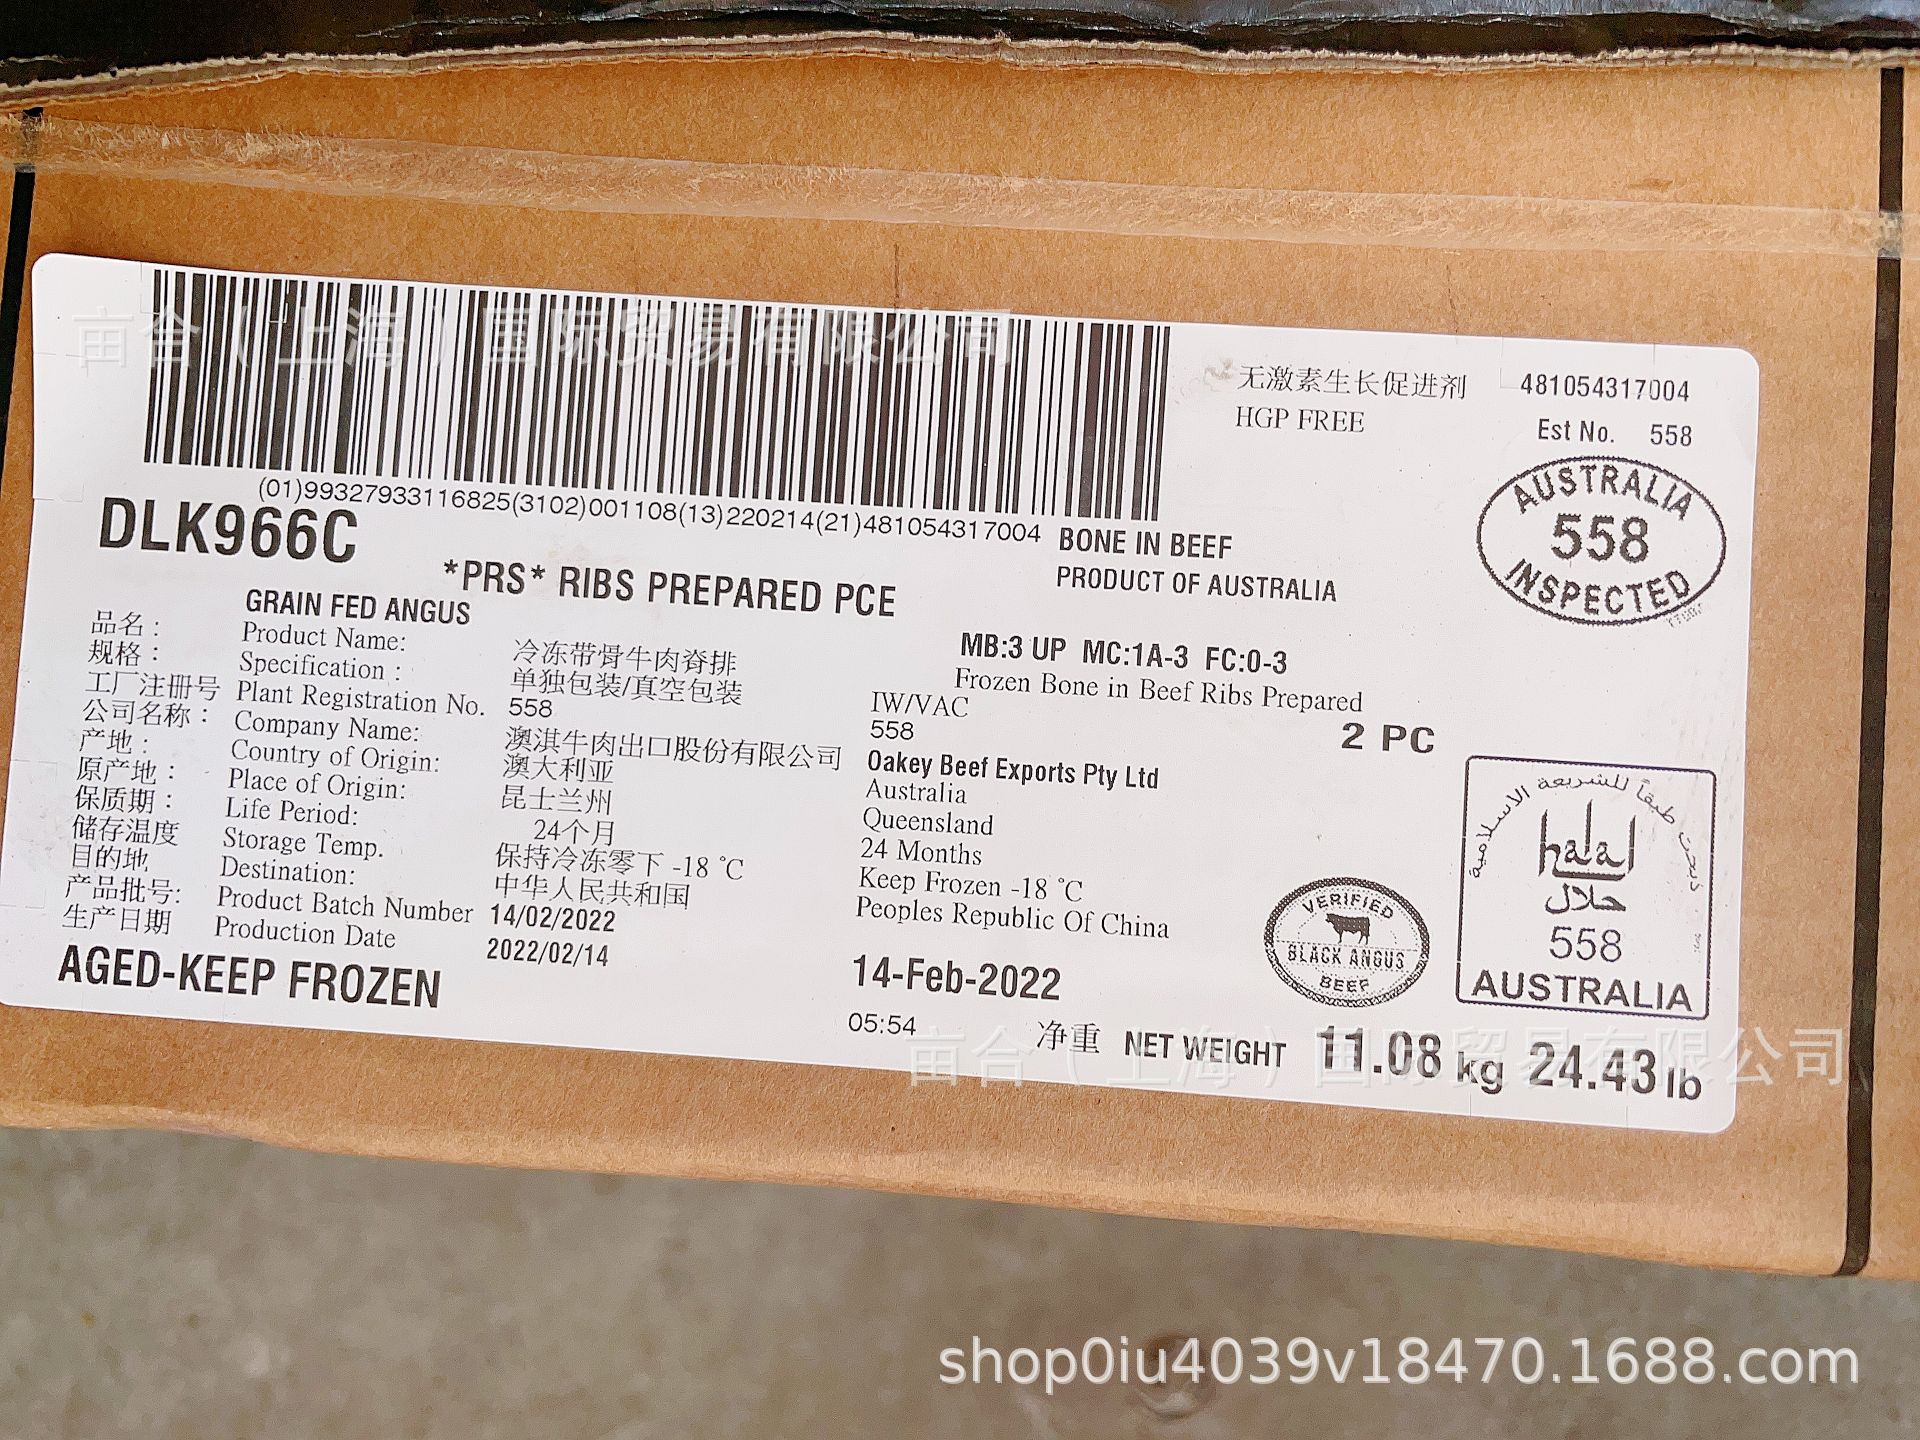 亩合（上海）国际贸易有限公司
无激素生长促进剂
HGP FREE
481054317004
Est No. 558
(01)99327933116825(3102)001108(13)220214(21)481054317004
AUSTRALIA
558
INSPECTED
DLK966C
*PRS* RIBS PREPARED PCE
BONE IN BEEF
PRODUCT OF AUSTRALIA
GRAIN FED ANGUS
MB:3 UP MC:1A-3 FC:0-3
品名： Product Name: 冷冻带骨牛肉脊排 Frozen Bone in Beef Ribs Prepared
规格： Specification : 单独包装/真空包装 IW/VAC
工厂注册号 Plant Registration No. 558 558
2 PC
公司名称： Company Name: 澳淇牛肉出口股份有限公司 Oakey Beef Exports Pty Ltd
产地： Country of Origin: 澳大利亚 Australia
原产地： Place of Origin: 昆士兰州 Queensland
保质期： Life Period: 24个月 24 Months
储存温度 Storage Temp. 保持冷冻零下 -18 ℃ Keep Frozen -18 ℃
目的地 Destination: 中华人民共和国 Peoples Republic Of China
产品批号: Product Batch Number 14/02/2022
生产日期 Production Date 2022/02/14
AGED-KEEP FROZEN
14-Feb-2022
05:54
净重 NET WEIGHT 11.08 kg 24.43 lb
VERIFIED
BLACK ANGUS
BEEF
ذبحت طبقاً للشريعة الاسلامية
halal
حلال
558
AUSTRALIA
亩合（上海）国际贸易有限公司
shop0iu4039v18470.1688.com